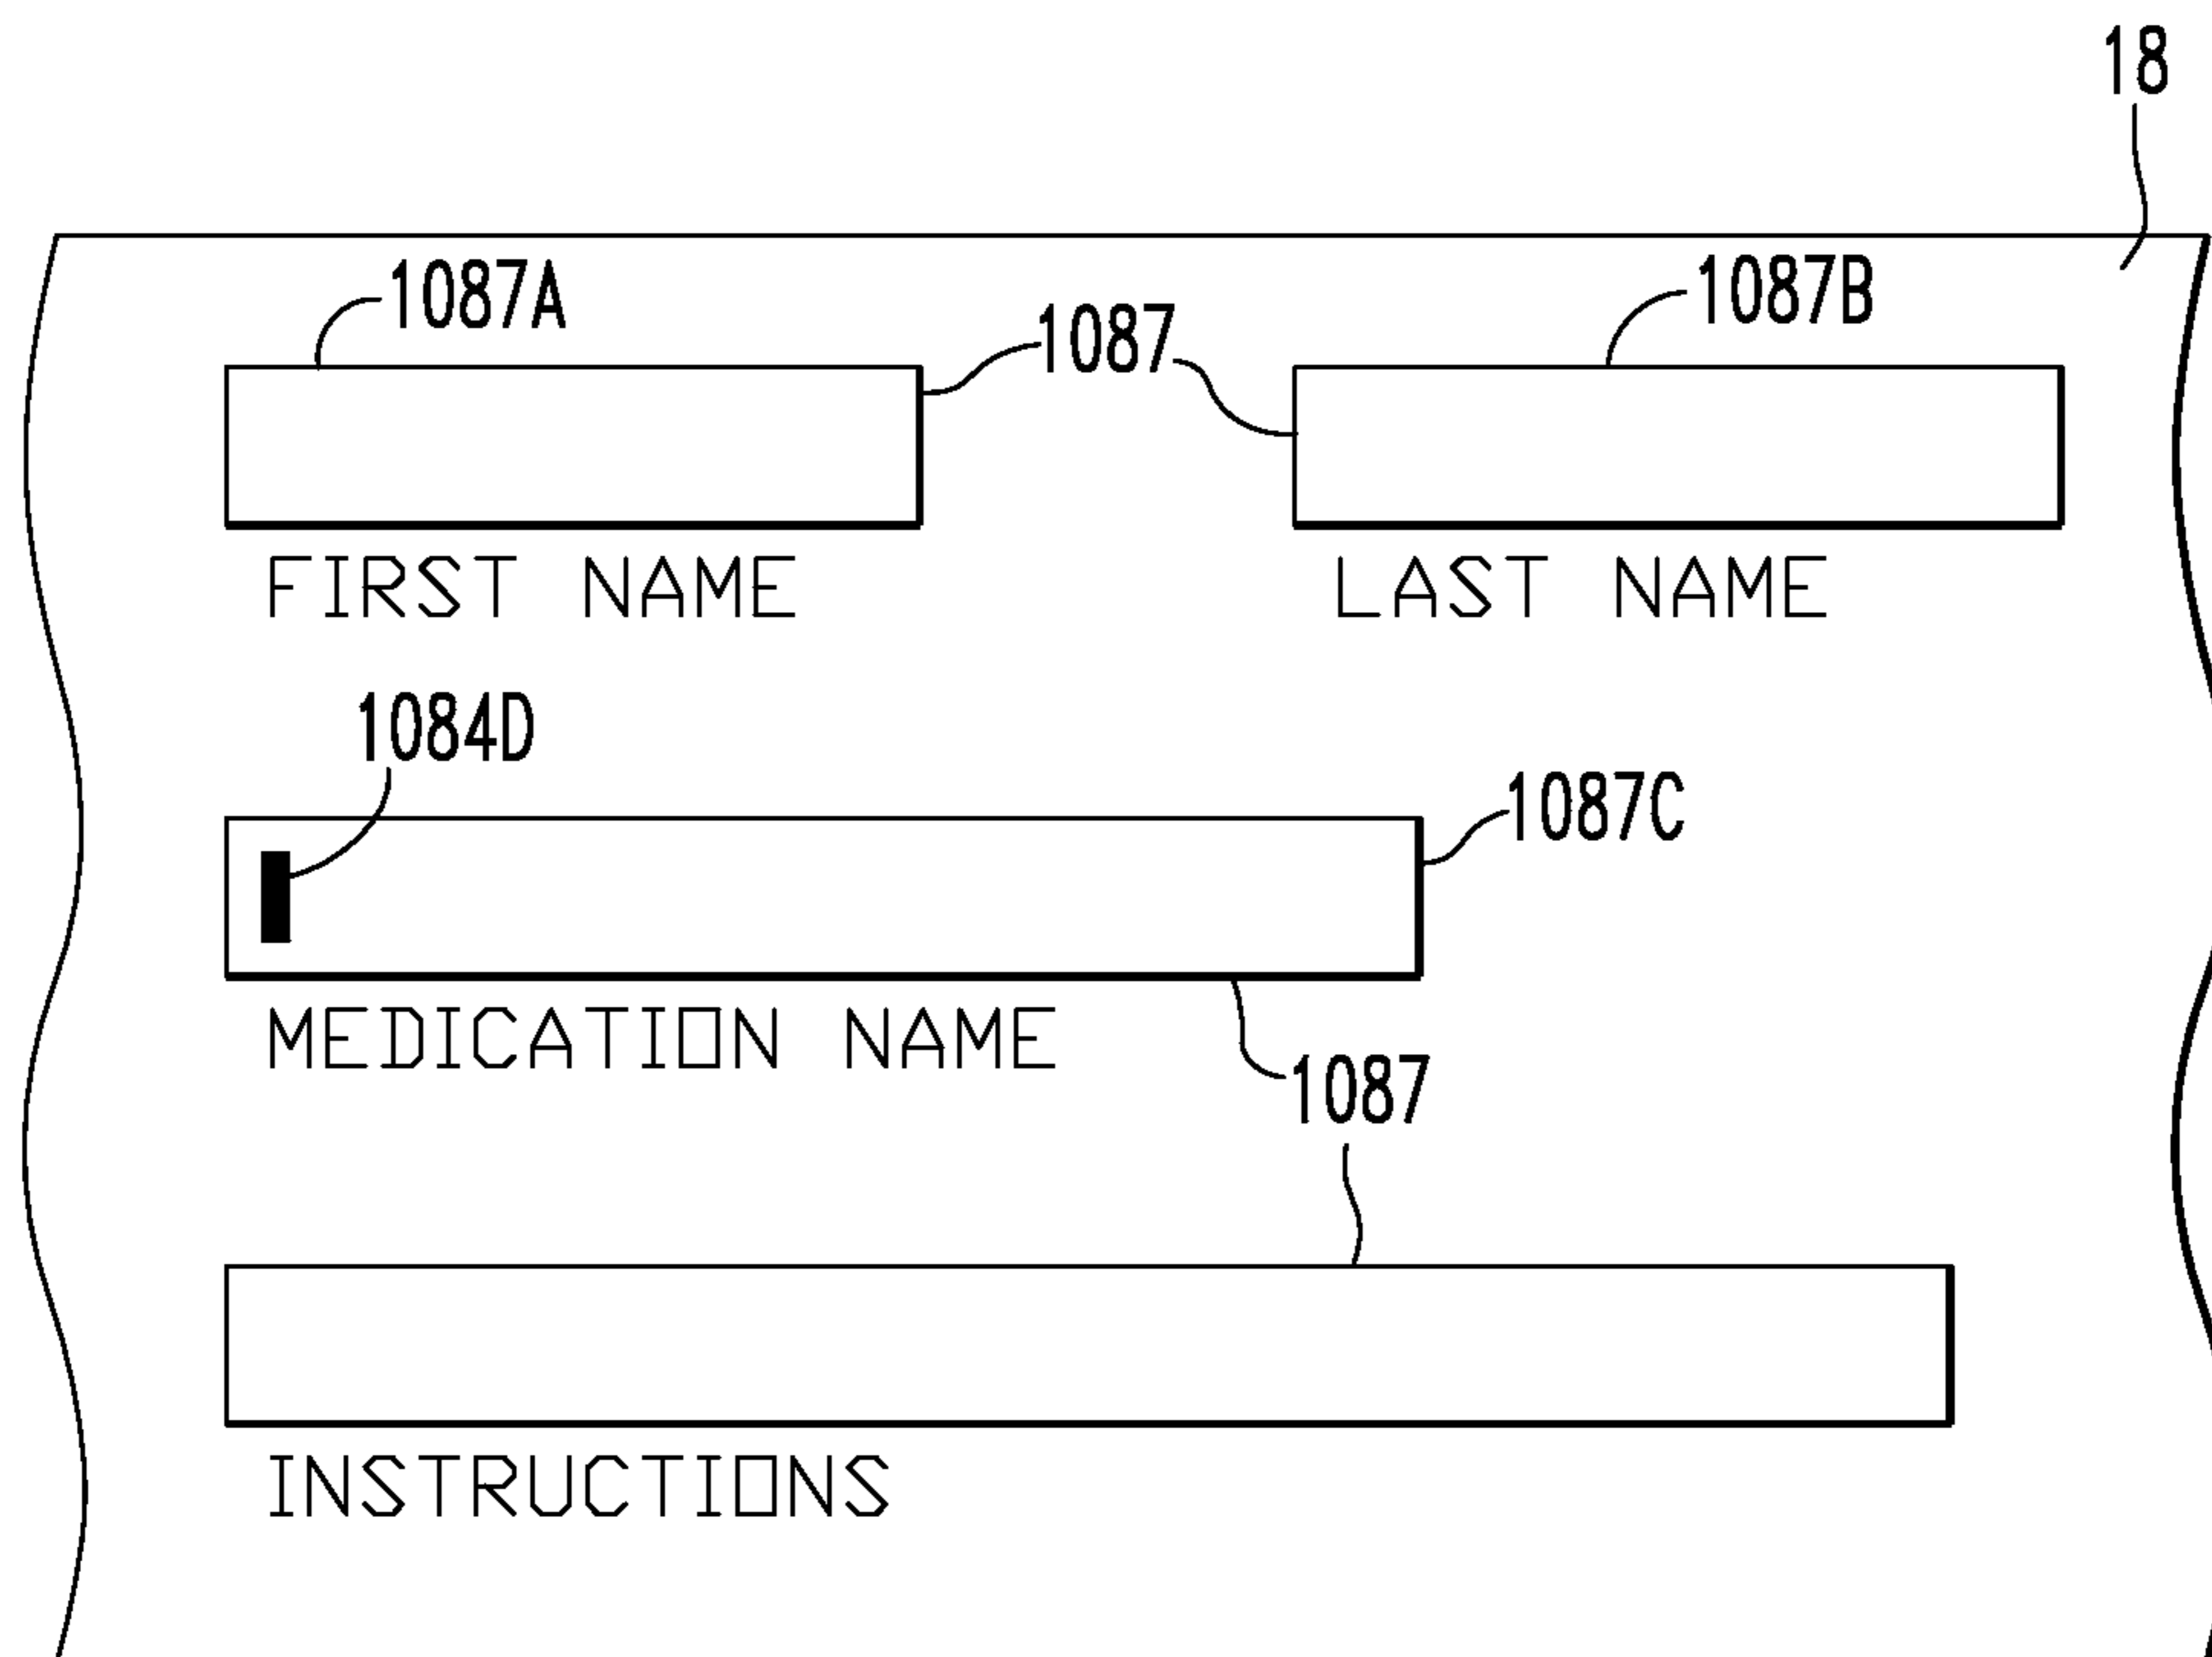 18
1087A 1087 1087B
FIRST NAME LAST NAME
1084D
1087C
MEDICATION NAME
1087
INSTRUCTIONS